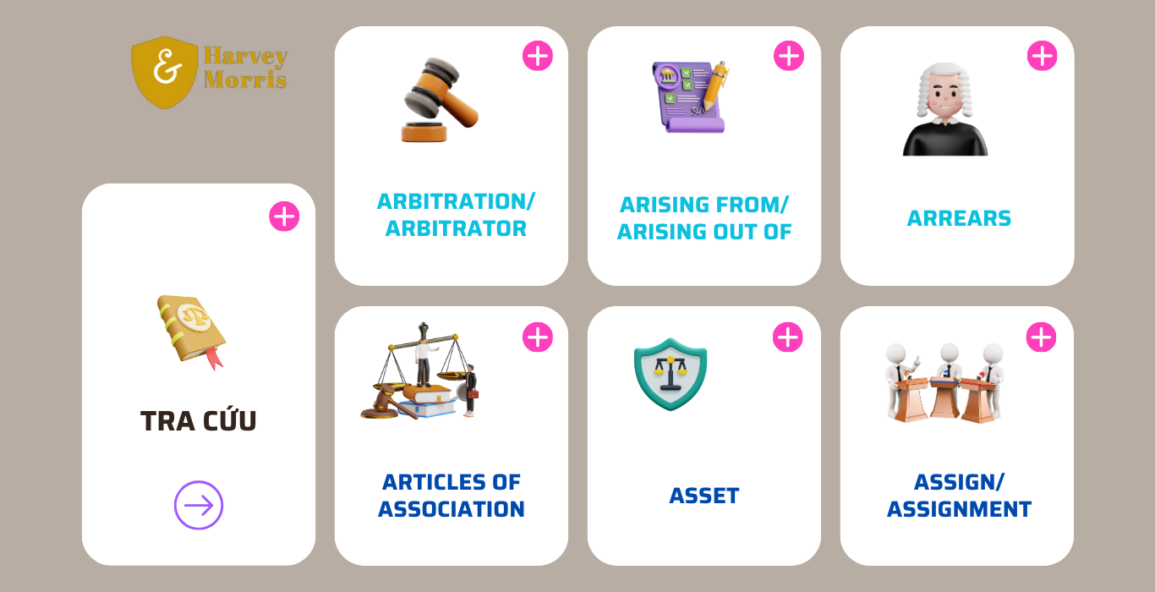 &
Harvey
Morris
TRA CỨU
ARBITRATION/
ARBITRATOR
ARISING FROM/
ARISING OUT OF
ARREARS
ARTICLES OF
ASSOCIATION
ASSET
ASSIGN/
ASSIGNMENT